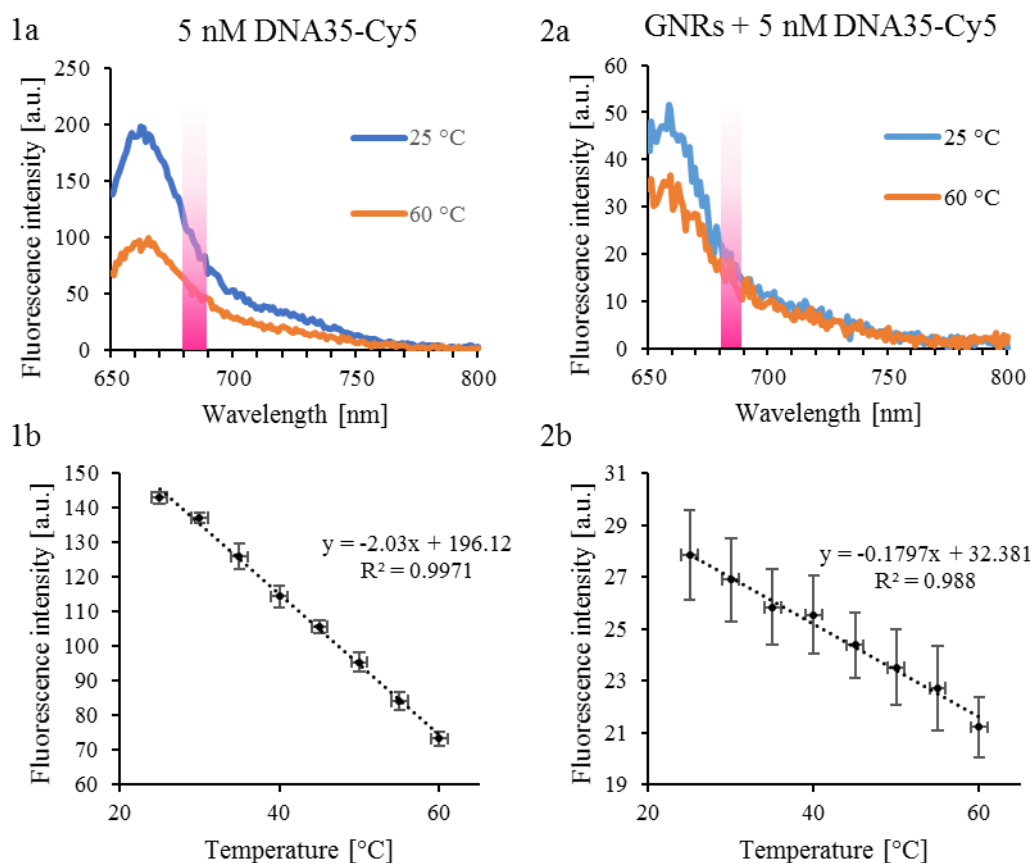 1a
5 nM DNA35-Cy5
Fluorescence intensity [a.u.]
250
200
150
100
50
0
25 °C
60 °C
650
700
750
800
Wavelength [nm]
2a
GNRs + 5 nM DNA35-Cy5
Fluorescence intensity [a.u.]
60
50
40
30
20
10
0
25 °C
60 °C
650
700
750
800
Wavelength [nm]
1b
Fluorescence intensity [a.u.]
150
140
130
120
110
100
90
80
70
60
y = -2.03x + 196.12
R² = 0.9971
20
40
60
Temperature [°C]
2b
Fluorescence intensity [a.u.]
31
29
27
25
23
21
19
y = -0.1797x + 32.381
R² = 0.988
20
40
60
Temperature [°C]